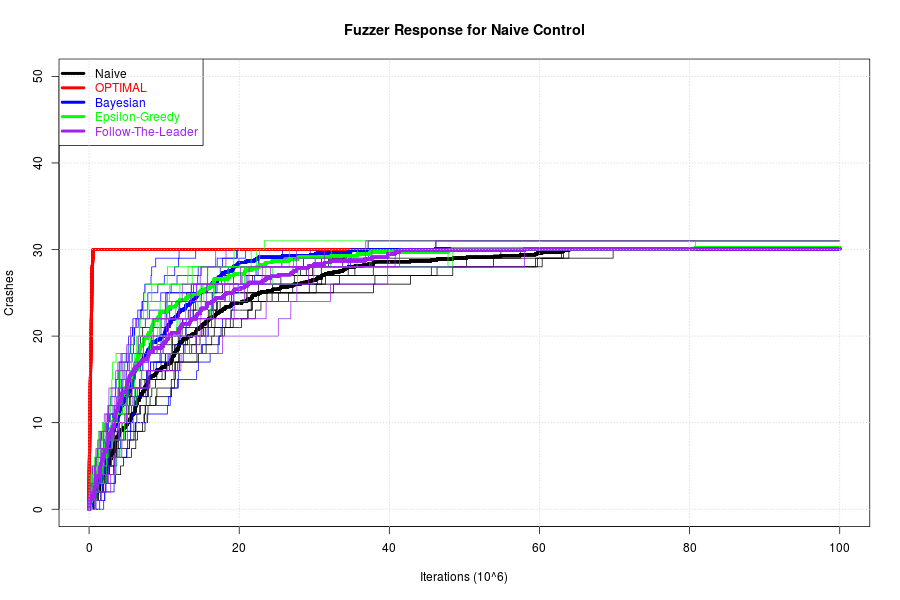 Fuzzer Response for Naive Control
Naive
OPTIMAL
Bayesian
Epsilon-Greedy
Follow-The-Leader
50
40
30
20
10
0
Crashes
0 20 40 60 80 100
Iterations (10^6)